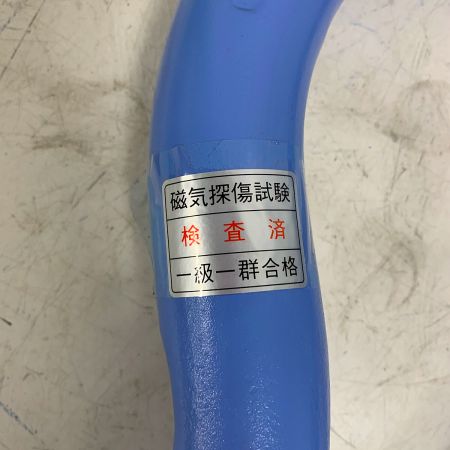 磁気探傷試験
検査済
一級一群合格